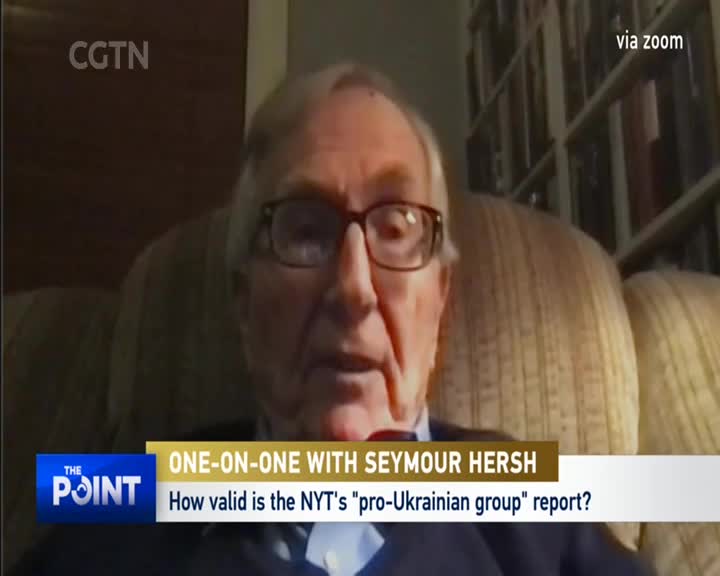 CGTN
via zoom
ONE-ON-ONE WITH SEYMOUR HERSH
THE
POINT
How valid is the NYT's "pro-Ukrainian group" report?